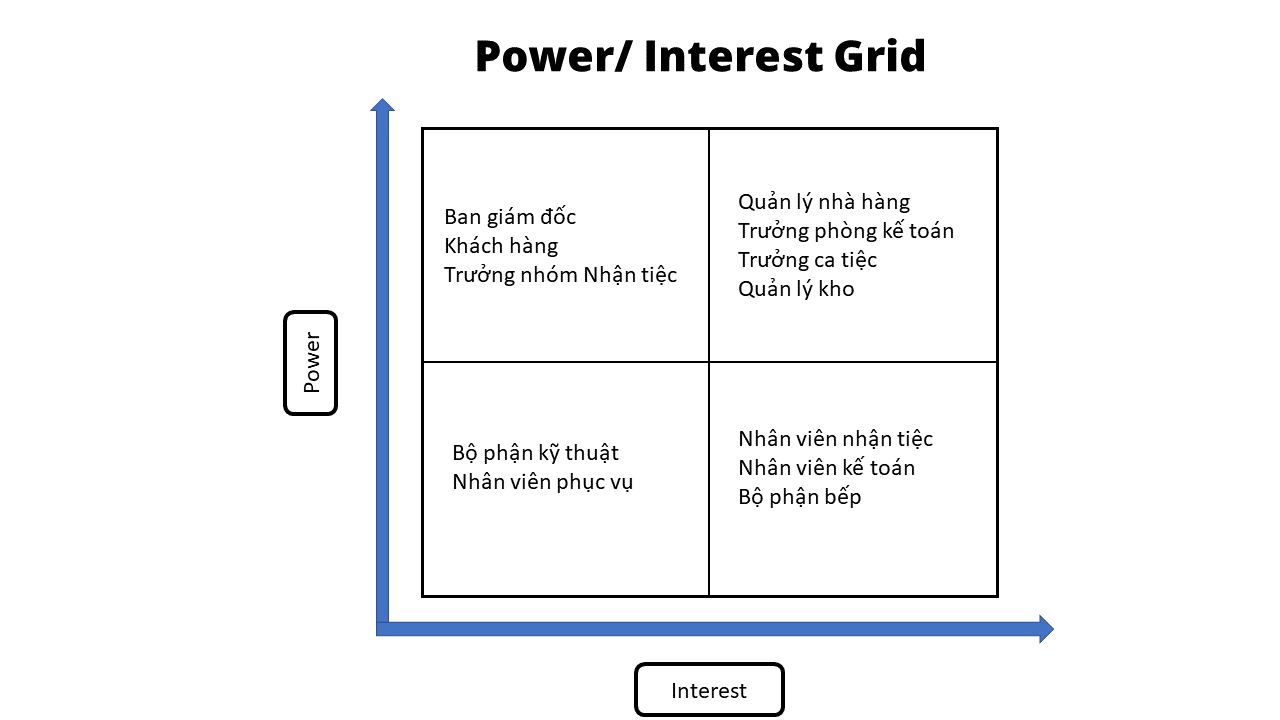 Power/ Interest Grid
Ban giám đốc
Khách hàng
Trưởng nhóm Nhận tiệc
Quản lý nhà hàng
Trưởng phòng kế toán
Trưởng ca tiệc
Quản lý kho
Power
Bộ phận kỹ thuật
Nhân viên phục vụ
Nhân viên nhận tiệc
Nhân viên kế toán
Bộ phận bếp
Interest